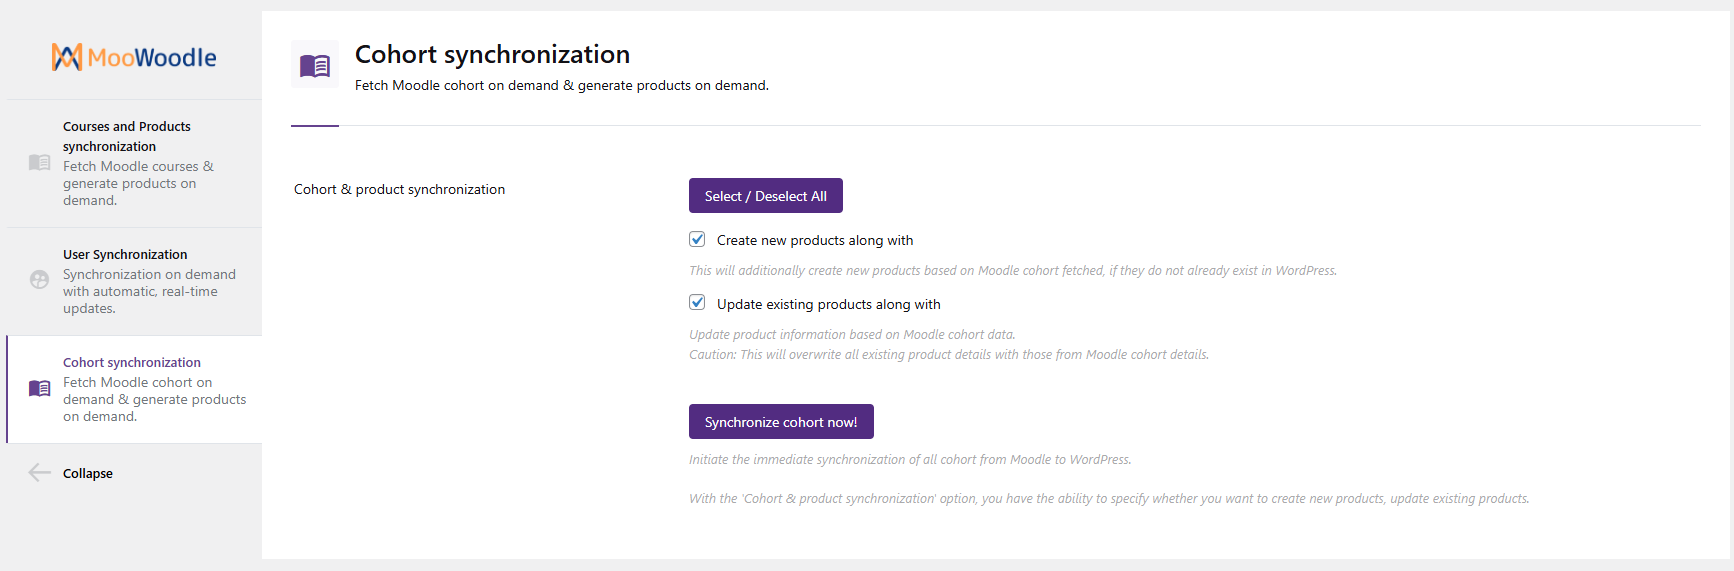 MooWoodle
Courses and Products
synchronization
Fetch Moodle courses &
generate products on
demand.
User Synchronization
Synchronization on demand
with automatic, real-time
updates.
Cohort synchronization
Fetch Moodle cohort on
demand & generate products
on demand.
Collapse
Cohort synchronization
Fetch Moodle cohort on demand & generate products on demand.
Cohort & product synchronization
Select / Deselect All
Create new products along with
This will additionally create new products based on Moodle cohort fetched, if they do not already exist in WordPress.
Update existing products along with
Update product information based on Moodle cohort data.
Caution: This will overwrite all existing product details with those from Moodle cohort details.
Synchronize cohort now!
Initiate the immediate synchronization of all cohort from Moodle to WordPress.
With the 'Cohort & product synchronization' option, you have the ability to specify whether you want to create new products, update existing products.